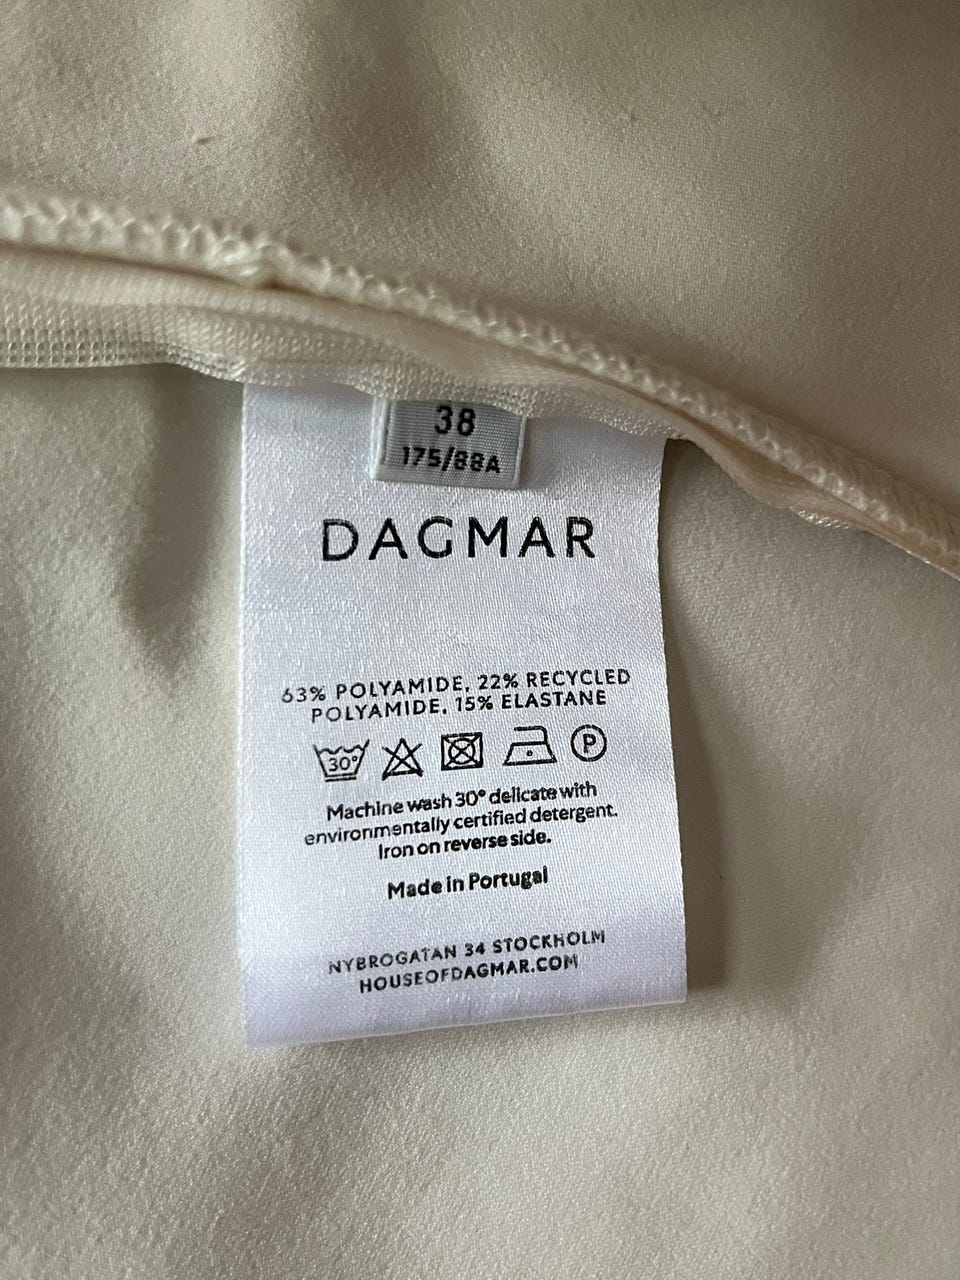 38
175/88A
DAGMAR
63% POLYAMIDE, 22% RECYCLED
POLYAMIDE, 15% ELASTANE
30° P
Machine wash 30° delicate with
environmentally certified detergent.
Iron on reverse side.
Made in Portugal
NYBROGATAN 34 STOCKHOLM
HOUSEOFDAGMAR.COM